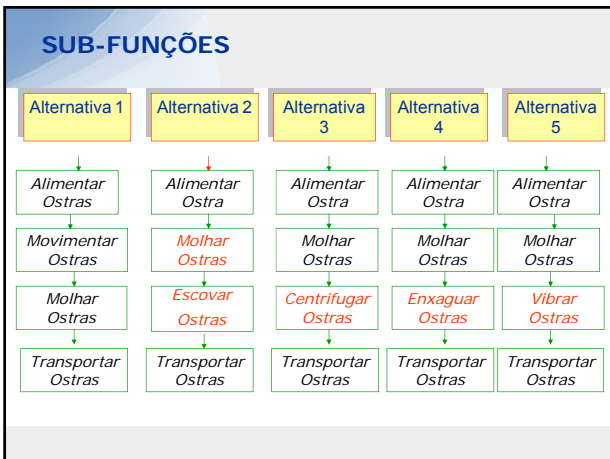 SUB-FUNÇÕES
Alternativa 1
Alimentar
Ostras
Movimentar
Ostras
Molhar
Ostras
Transportar
Ostras
Alternativa 2
Alimentar
Ostra
Molhar
Ostras
Escovar
Ostras
Transportar
Ostras
Alternativa
3
Alimentar
Ostra
Molhar
Ostras
Centrifugar
Ostras
Transportar
Ostras
Alternativa
4
Alimentar
Ostra
Molhar
Ostras
Enxaguar
Ostras
Transportar
Ostras
Alternativa
5
Alimentar
Ostra
Molhar
Ostras
Vibrar
Ostras
Transportar
Ostras